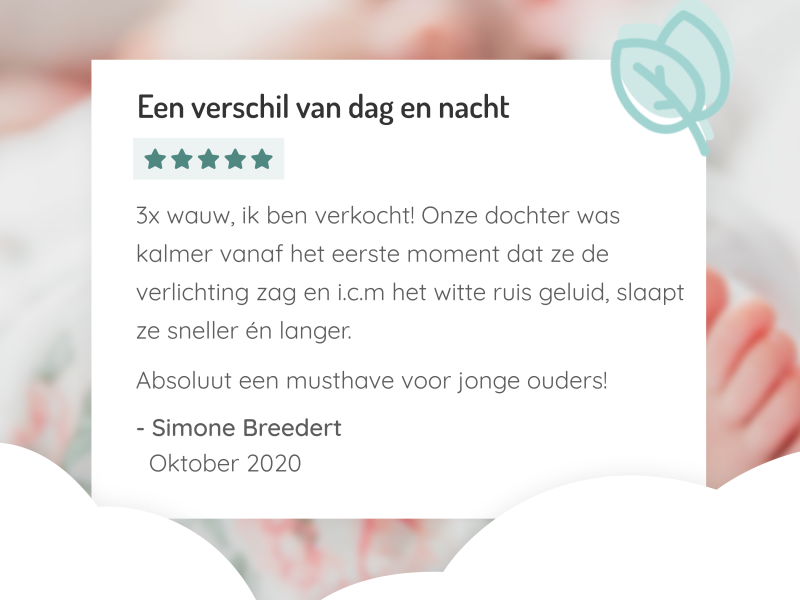 Een verschil van dag en nacht
3x wauw, ik ben verkocht! Onze dochter was
kalmer vanaf het eerste moment dat ze de
verlichting zag en i.c.m het witte ruis geluid, slaapt
ze sneller én langer.
Absoluut een musthave voor jonge ouders!
- Simone Breedert
Oktober 2020